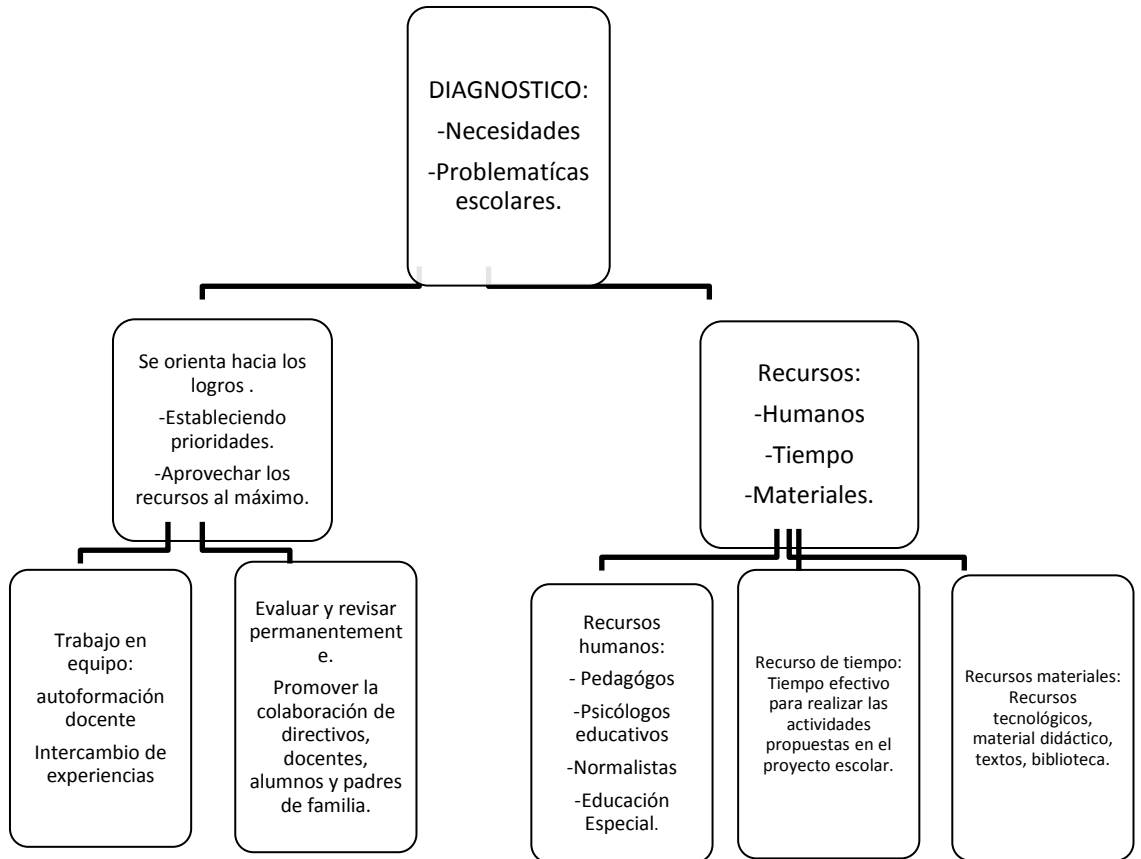 DIAGNOSTICO:
-Necesidades
-Problematícas
escolares.
Se orienta hacia los
logros .
-Estableciendo
prioridades.
-Aprovechar los
recursos al máximo.
Recursos:
-Humanos
-Tiempo
-Materiales.
Trabajo en
equipo:
autoformación
docente
Intercambio de
experiencias
Evaluar y revisar
permanentement
e.
Promover la
colaboración de
directivos,
docentes,
alumnos y padres
de familia.
Recursos
humanos:
- Pedagógos
-Psicólogos
educativos
-Normalistas
-Educación
Especial.
Recurso de tiempo:
Tiempo efectivo
para realizar las
actividades
propuestas en el
proyecto escolar.
Recursos materiales:
Recursos
tecnológicos,
material didáctico,
textos, biblioteca.